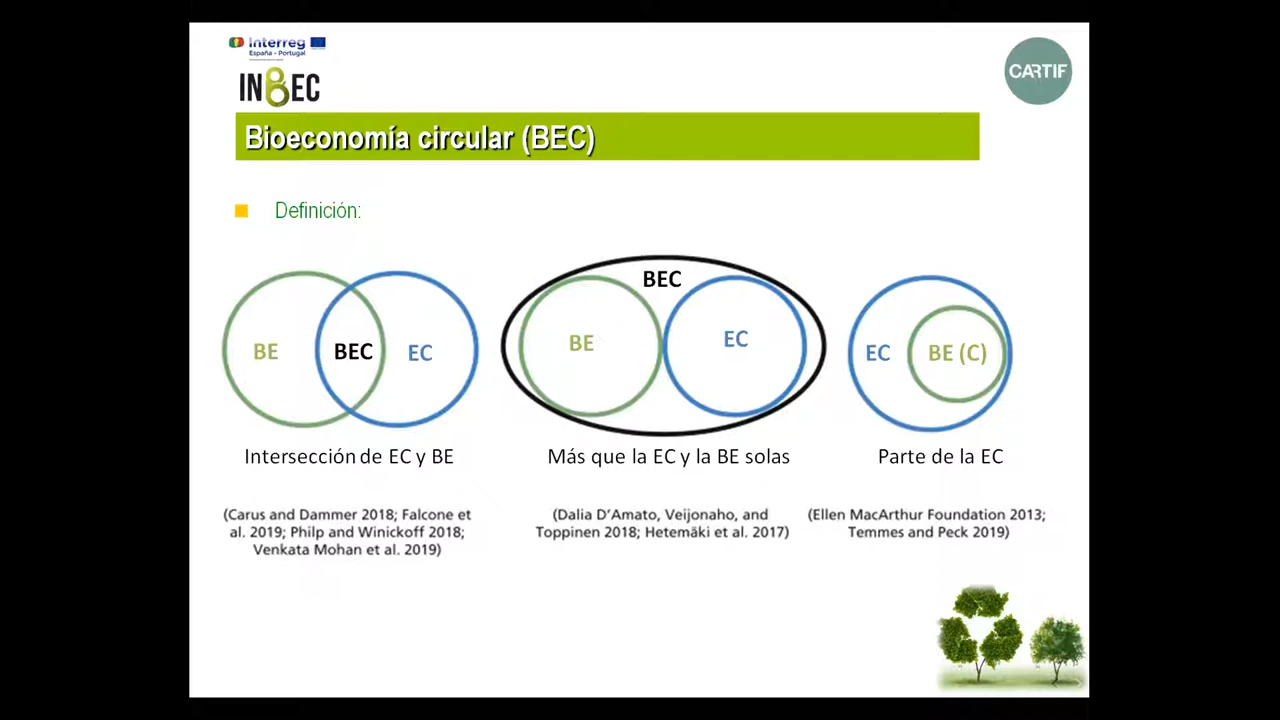 Interreg
España - Portugal
INBEC
CARTIF
Bioeconomía circular (BEC)
Definición:
BE
BEC
EC
BEC
BE
EC
EC
BE (C)
Intersección de EC y BE
Más que la EC y la BE solas
Parte de la EC
(Carus and Dammer 2018; Falcone et
al. 2019; Philp and Winickoff 2018;
Venkata Mohan et al. 2019)
(Dalia D’Amato, Veijonaho, and
Toppinen 2018; Hetemäki et al. 2017)
(Ellen MacArthur Foundation 2013;
Temmes and Peck 2019)